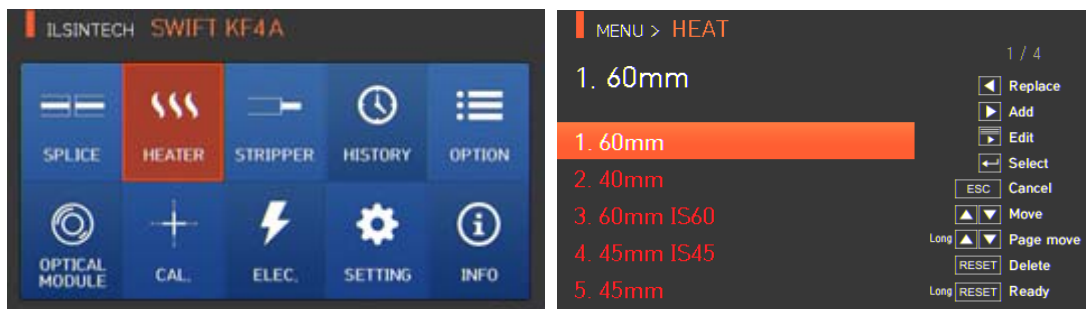 ILSINTECH SWIFT KF4A
SPLICE HEATER STRIPPER HISTORY OPTION
OPTICAL MODULE CAL. ELEC. SETTING INFO
MENU > HEAT
1 / 4
1. 60mm
1. 60mm
2. 40mm
3. 60mm IS60
4. 45mm IS45
5. 45mm
Replace
Add
Edit
Select
ESC Cancel
Move
Long Page move
RESET Delete
Long RESET Ready